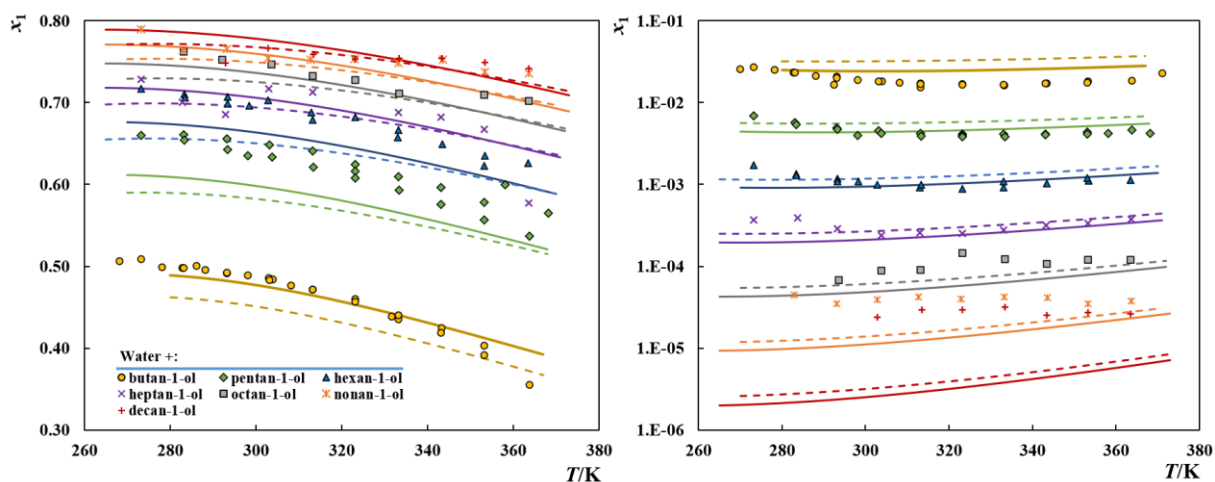 x₁
0.80
0.70
0.60
0.50
0.40
0.30
Water +:
butan-1-ol pentan-1-ol hexan-1-ol
heptan-1-ol octan-1-ol nonan-1-ol
decan-1-ol
260 280 300 320 340 360 380
T/K
x₁
1.E-01
1.E-02
1.E-03
1.E-04
1.E-05
1.E-06
260 280 300 320 340 360 380
T/K